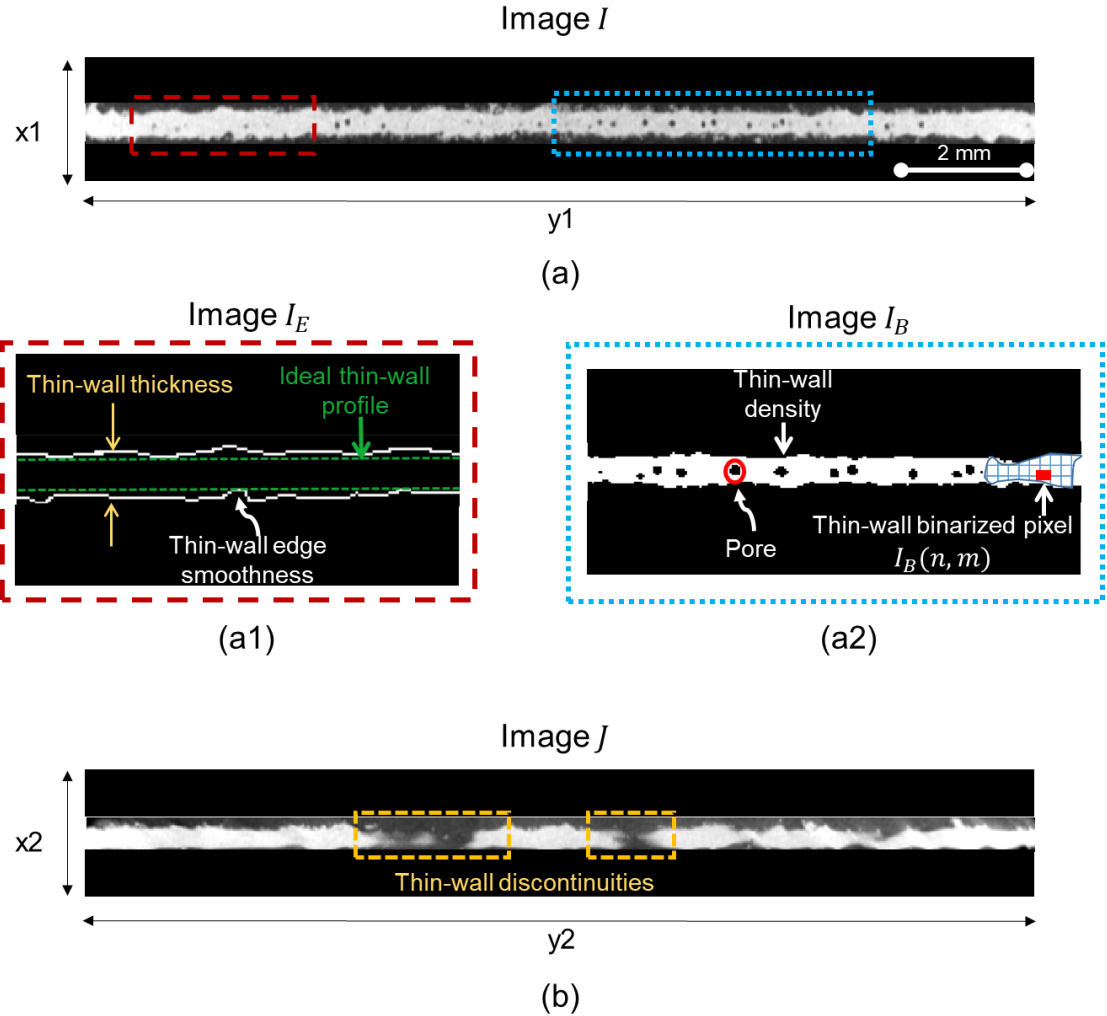 Image I
x1
2 mm
y1
(a)
Image I_E
Image I_B
Thin-wall thickness
Ideal thin-wall
profile
Thin-wall edge
smoothness
Thin-wall
density
Pore
Thin-wall binarized pixel
I_B(n, m)
(a1)
(a2)
Image J
x2
Thin-wall discontinuities
y2
(b)